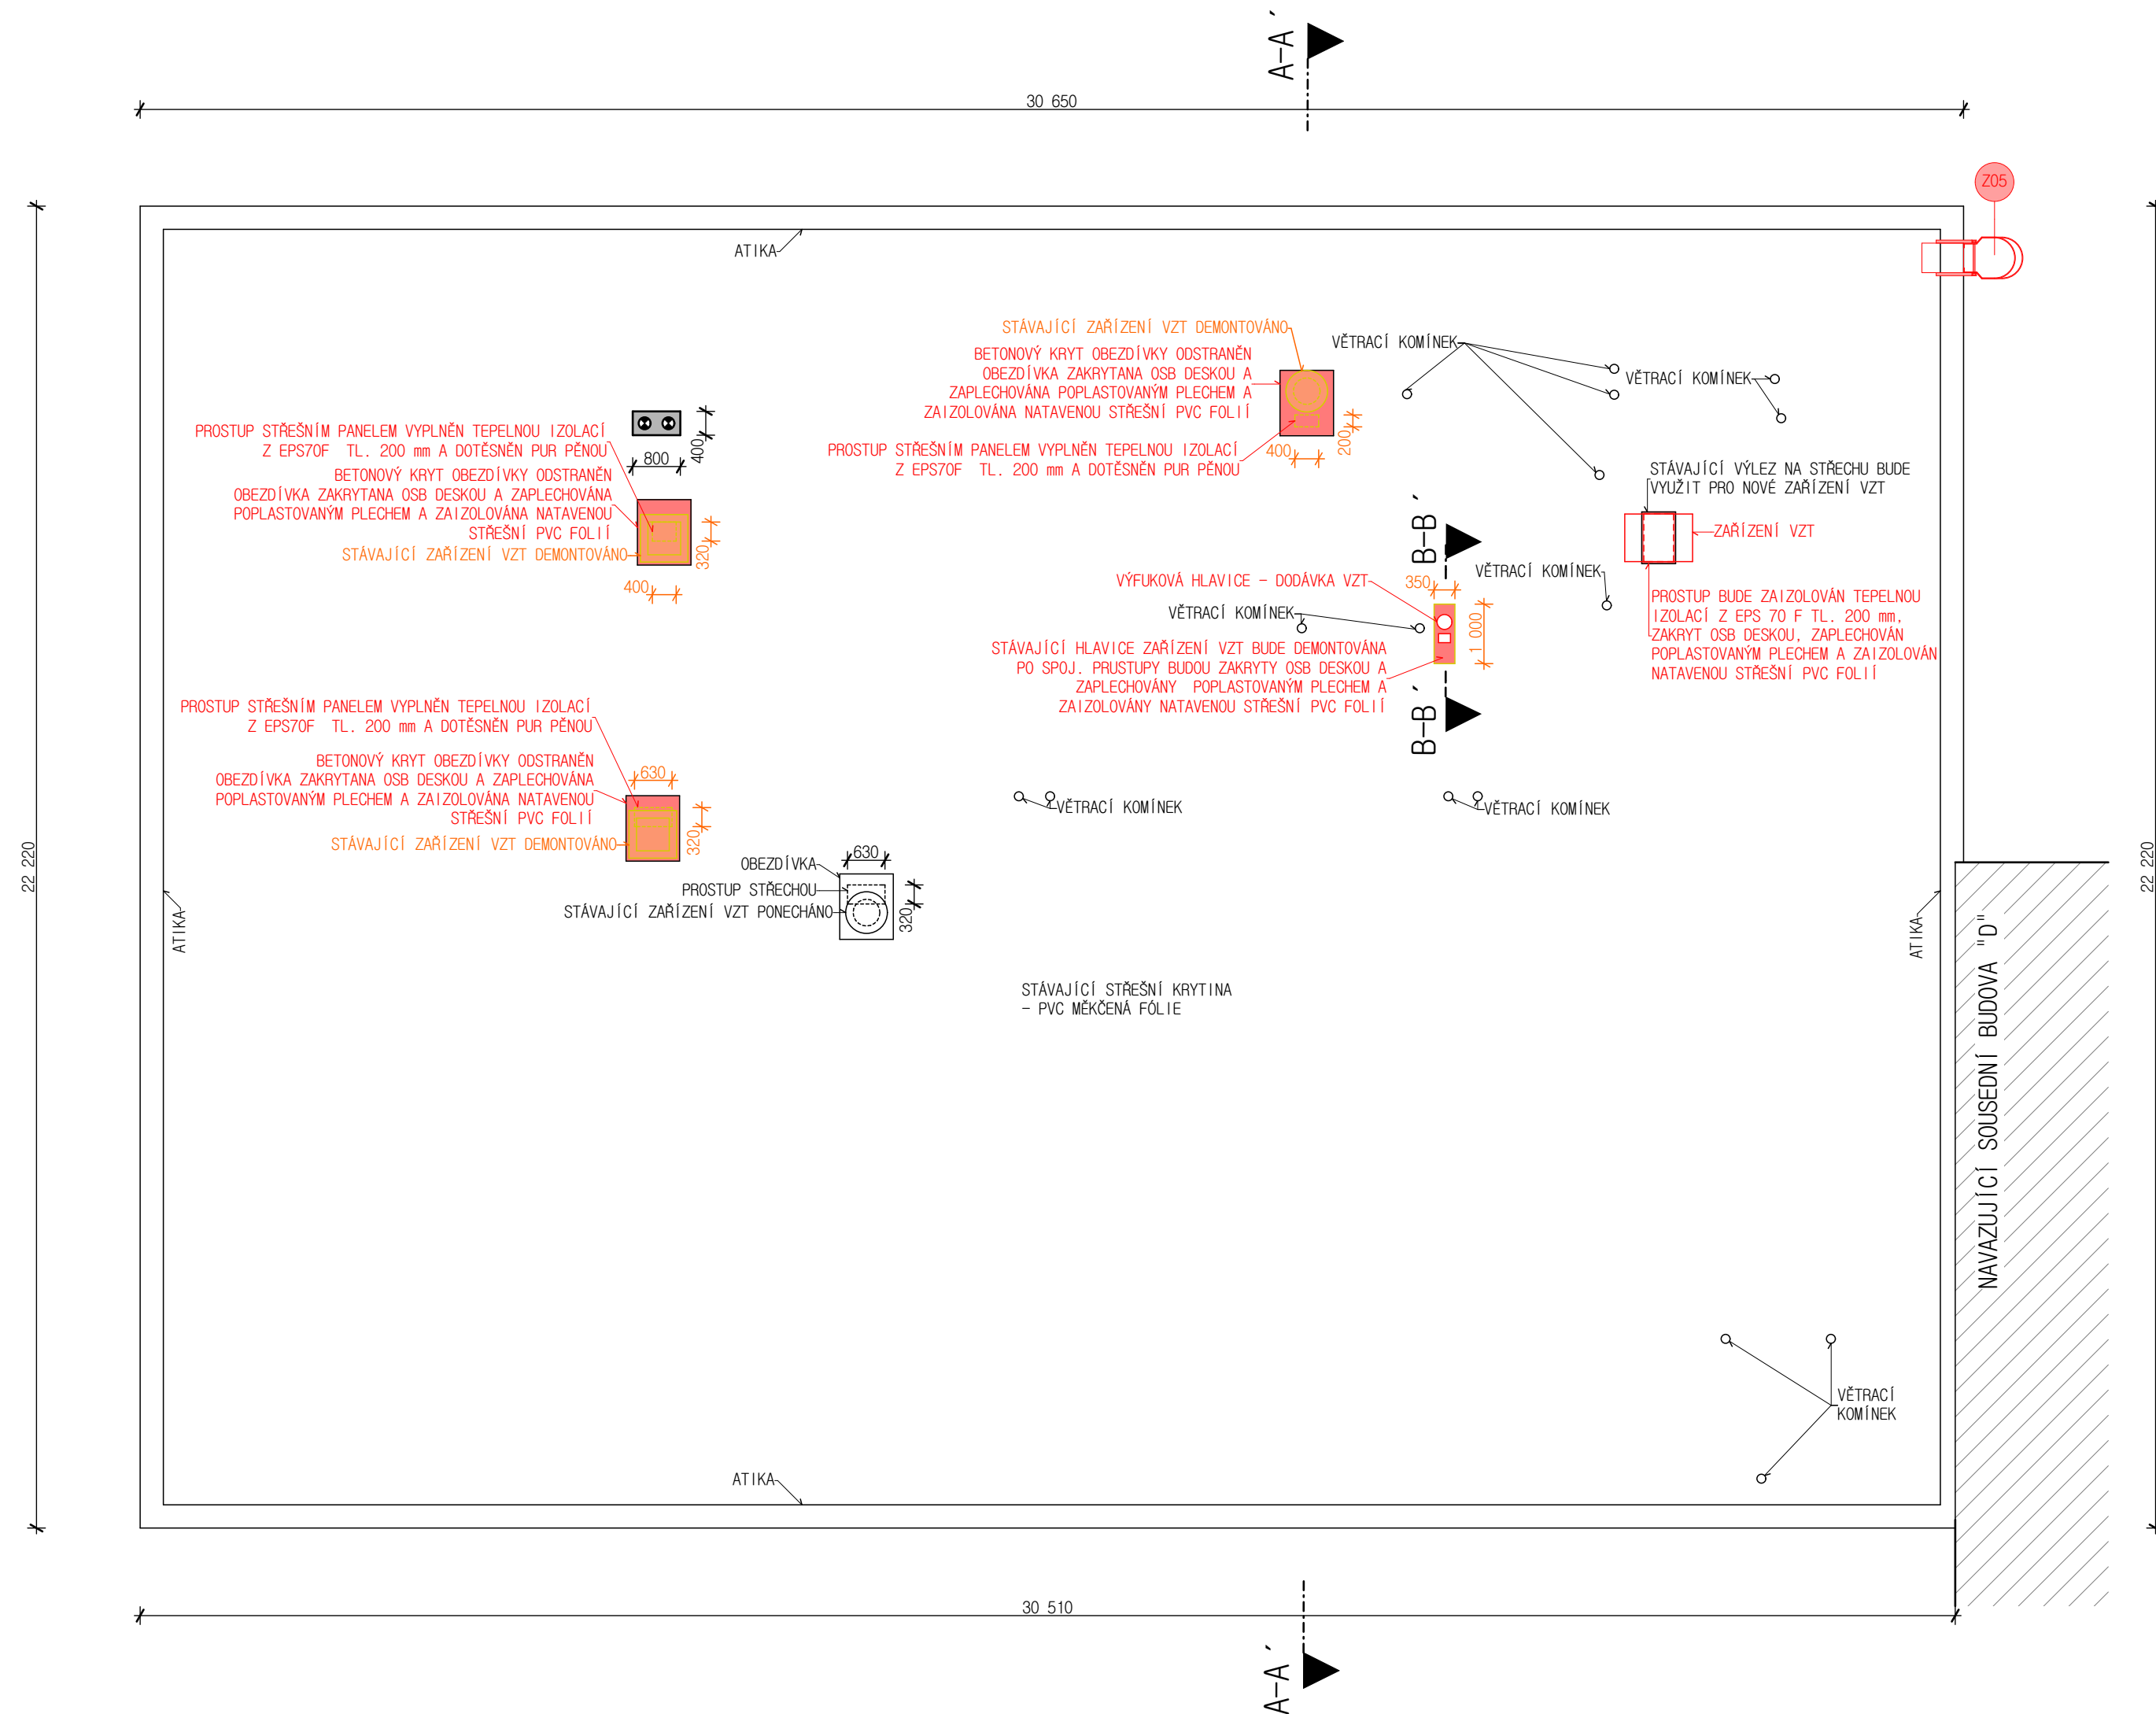 A-A´
30 650
Z05
ATIKA
STÁVAJÍCÍ ZAŘÍZENÍ VZT DEMONTOVÁNO
BETONOVÝ KRYT OBEZDÍVKY ODSTRANĚN
OBEZDÍVKA ZAKRYTANA OSB DESKOU A
ZAPLECHOVÁNA POPLASTOVANÝM PLECHEM A
ZAIZOLOVÁNA NATAVENOU STŘEŠNÍ PVC FOLIÍ
PROSTUP STŘEŠNÍM PANELEM VYPLNĚN TEPELNOU IZOLACÍ
Z EPS70F TL. 200 mm A DOTĚSNĚN PUR PĚNOU
400
200
VĚTRACÍ KOMÍNEK
VĚTRACÍ KOMÍNEK
PROSTUP STŘEŠNÍM PANELEM VYPLNĚN TEPELNOU IZOLACÍ
Z EPS70F TL. 200 mm A DOTĚSNĚN PUR PĚNOU
800
400
BETONOVÝ KRYT OBEZDÍVKY ODSTRANĚN
OBEZDÍVKA ZAKRYTANA OSB DESKOU A ZAPLECHOVÁNA
POPLASTOVANÝM PLECHEM A ZAIZOLOVÁNA NATAVENOU
STŘEŠNÍ PVC FOLIÍ
STÁVAJÍCÍ ZAŘÍZENÍ VZT DEMONTOVÁNO
320
400
STÁVAJÍCÍ VÝLEZ NA STŘECHU BUDE
VYUŽIT PRO NOVÉ ZAŘÍZENÍ VZT
ZAŘÍZENÍ VZT
B-B´
VĚTRACÍ KOMÍNEK
VÝFUKOVÁ HLAVICE - DODÁVKA VZT
350
1 000
VĚTRACÍ KOMÍNEK
STÁVAJÍCÍ HLAVICE ZAŘÍZENÍ VZT BUDE DEMONTOVÁNA
PO SPOJ. PRUSTUPY BUDOU ZAKRYTY OSB DESKOU A
ZAPLECHOVÁNY POPLASTOVANÝM PLECHEM A
ZAIZOLOVÁNY NATAVENOU STŘEŠNÍ PVC FOLIÍ
PROSTUP BUDE ZAIZOLOVÁN TEPELNOU
IZOLACÍ Z EPS 70 F TL. 200 mm,
ZAKRYT OSB DESKOU, ZAPLECHOVÁN
POPLASTOVANÝM PLECHEM A ZAIZOLOVÁN
NATAVENOU STŘEŠNÍ PVC FOLIÍ
B-B´
PROSTUP STŘEŠNÍM PANELEM VYPLNĚN TEPELNOU IZOLACÍ
Z EPS70F TL. 200 mm A DOTĚSNĚN PUR PĚNOU
BETONOVÝ KRYT OBEZDÍVKY ODSTRANĚN
OBEZDÍVKA ZAKRYTANA OSB DESKOU A ZAPLECHOVÁNA
POPLASTOVANÝM PLECHEM A ZAIZOLOVÁNA NATAVENOU
STŘEŠNÍ PVC FOLIÍ
STÁVAJÍCÍ ZAŘÍZENÍ VZT DEMONTOVÁNO
630
320
VĚTRACÍ KOMÍNEK
VĚTRACÍ KOMÍNEK
OBEZDÍVKA
PROSTUP STŘECHOU
STÁVAJÍCÍ ZAŘÍZENÍ VZT PONECHÁNO
630
320
22 220
22 220
ATIKA
ATIKA
STÁVAJÍCÍ STŘEŠNÍ KRYTINA
- PVC MĚKČENÁ FÓLIE
NAVAZUJÍCÍ SOUSEDNÍ BUDOVA "D"
VĚTRACÍ
KOMÍNEK
ATIKA
30 510
A-A´